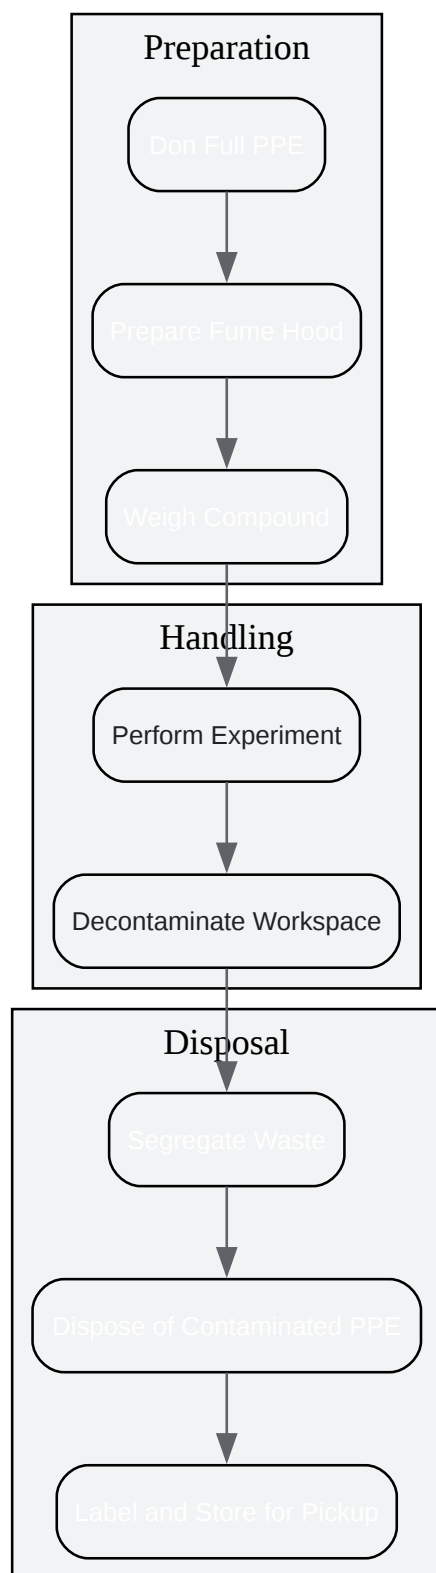 Preparation
Don Full PPE
Prepare Fume Hood
Weigh Compound
Handling
Perform Experiment
Decontaminate Workspace
Disposal
Segregate Waste
Dispose of Contaminated PPE
Label and Store for Pickup